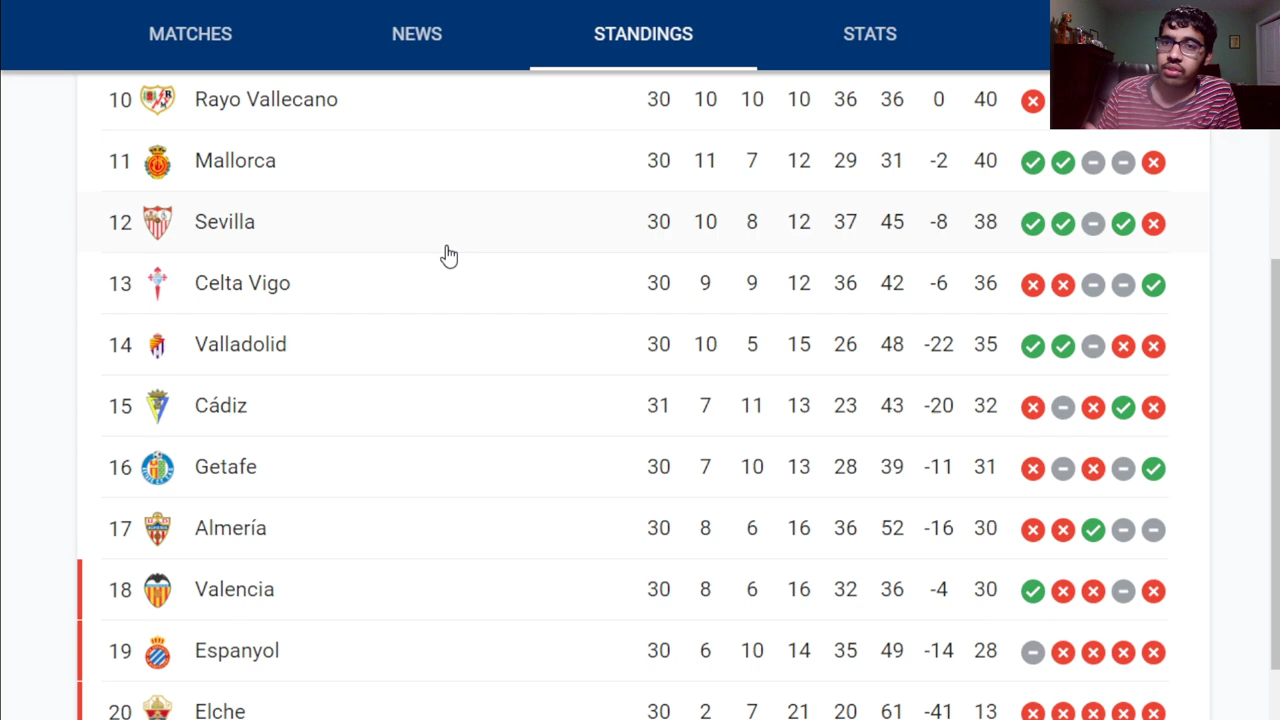 MATCHES NEWS STANDINGS STATS
10 Rayo Vallecano 30 10 10 10 36 36 0 40
11 Mallorca 30 11 7 12 29 31 -2 40
12 Sevilla 30 10 8 12 37 45 -8 38
13 Celta Vigo 30 9 9 12 36 42 -6 36
14 Valladolid 30 10 5 15 26 48 -22 35
15 Cádiz 31 7 11 13 23 43 -20 32
16 Getafe 30 7 10 13 28 39 -11 31
17 Almería 30 8 6 16 36 52 -16 30
18 Valencia 30 8 6 16 32 36 -4 30
19 Espanyol 30 6 10 14 35 49 -14 28
20 Elche 30 2 7 21 20 61 -41 13